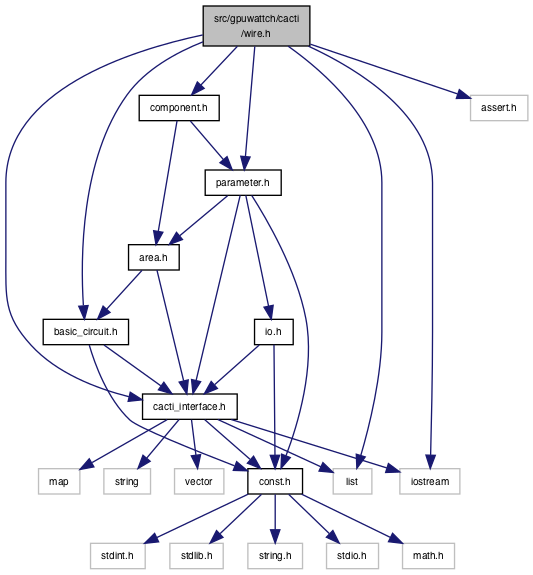 src/gpuwattch/cacti
/wire.h
component.h
assert.h
parameter.h
area.h
basic_circuit.h
io.h
cacti_interface.h
map
string
vector
const.h
list
iostream
stdint.h
stdlib.h
string.h
stdio.h
math.h